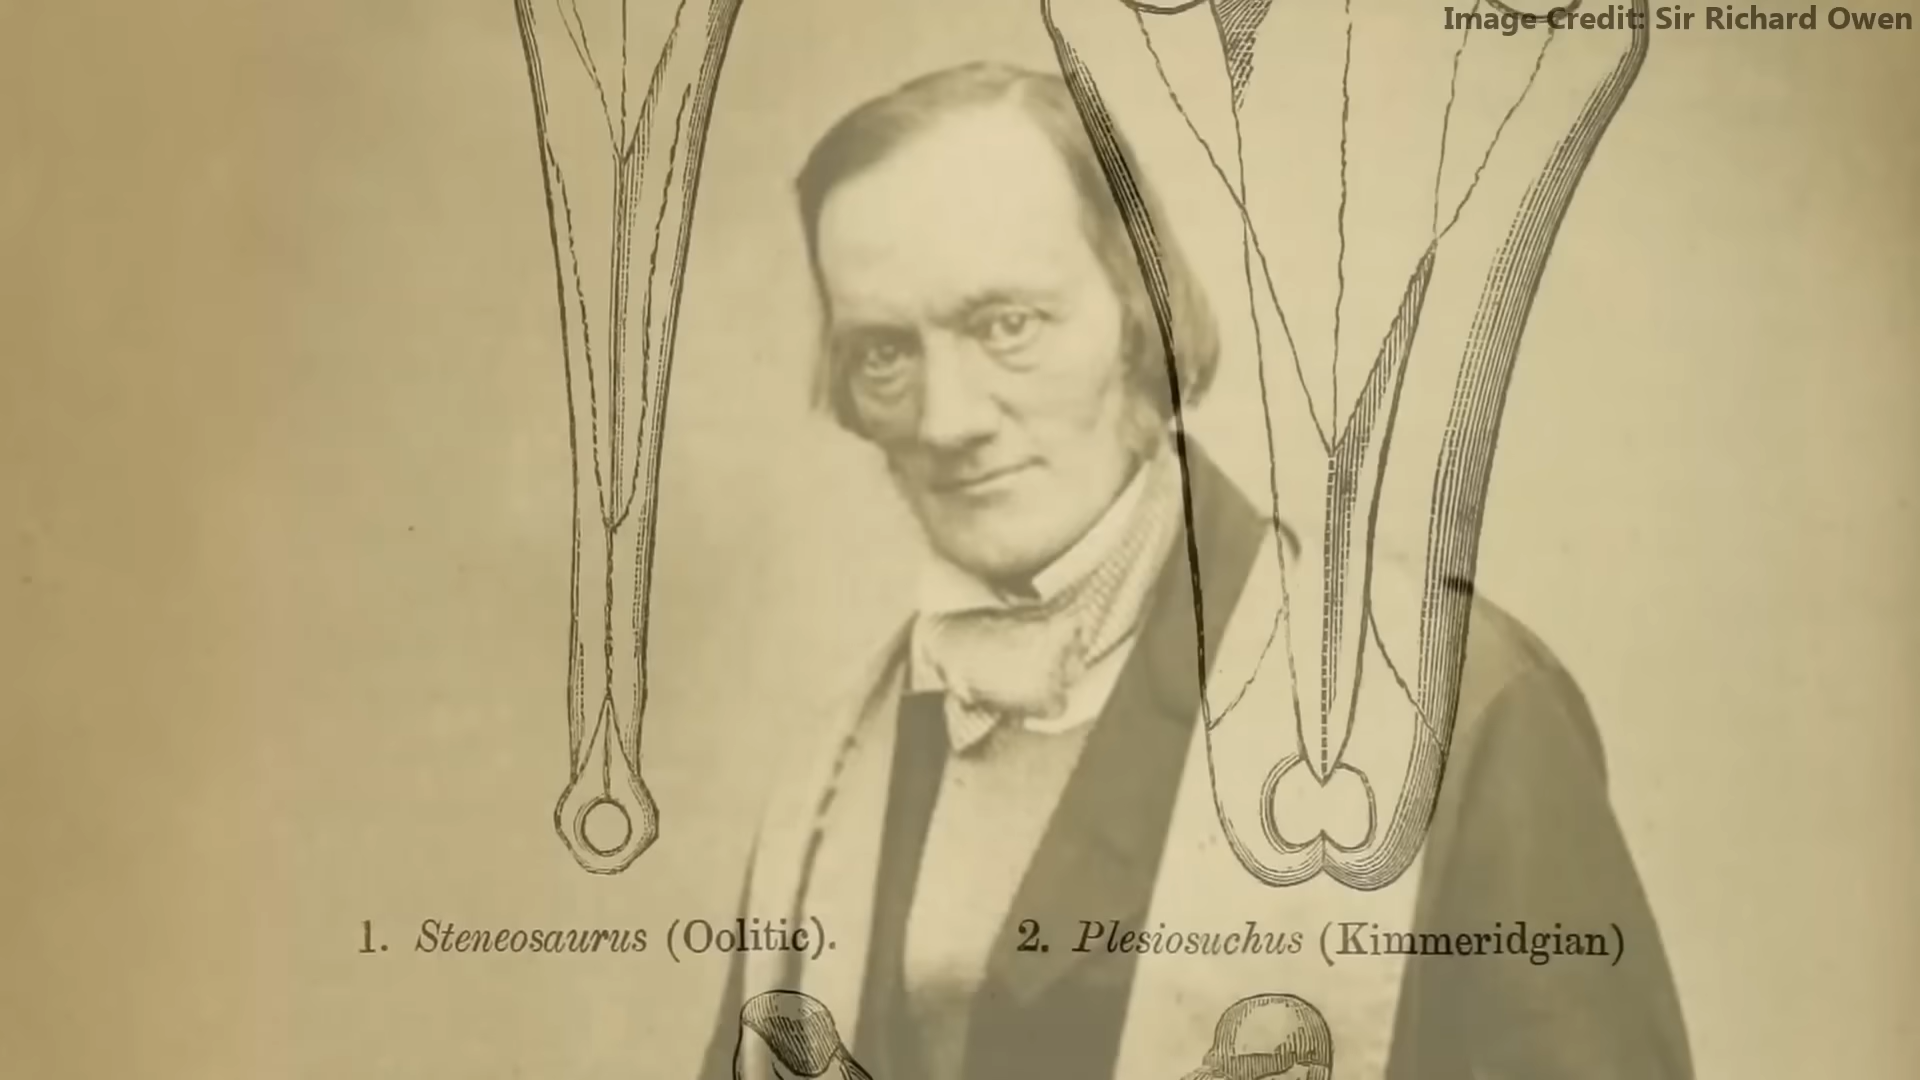 Image Credit: Sir Richard Owen
1. Steneosaurus (Oolitic).
2. Plesiosuchus (Kimmeridgian)